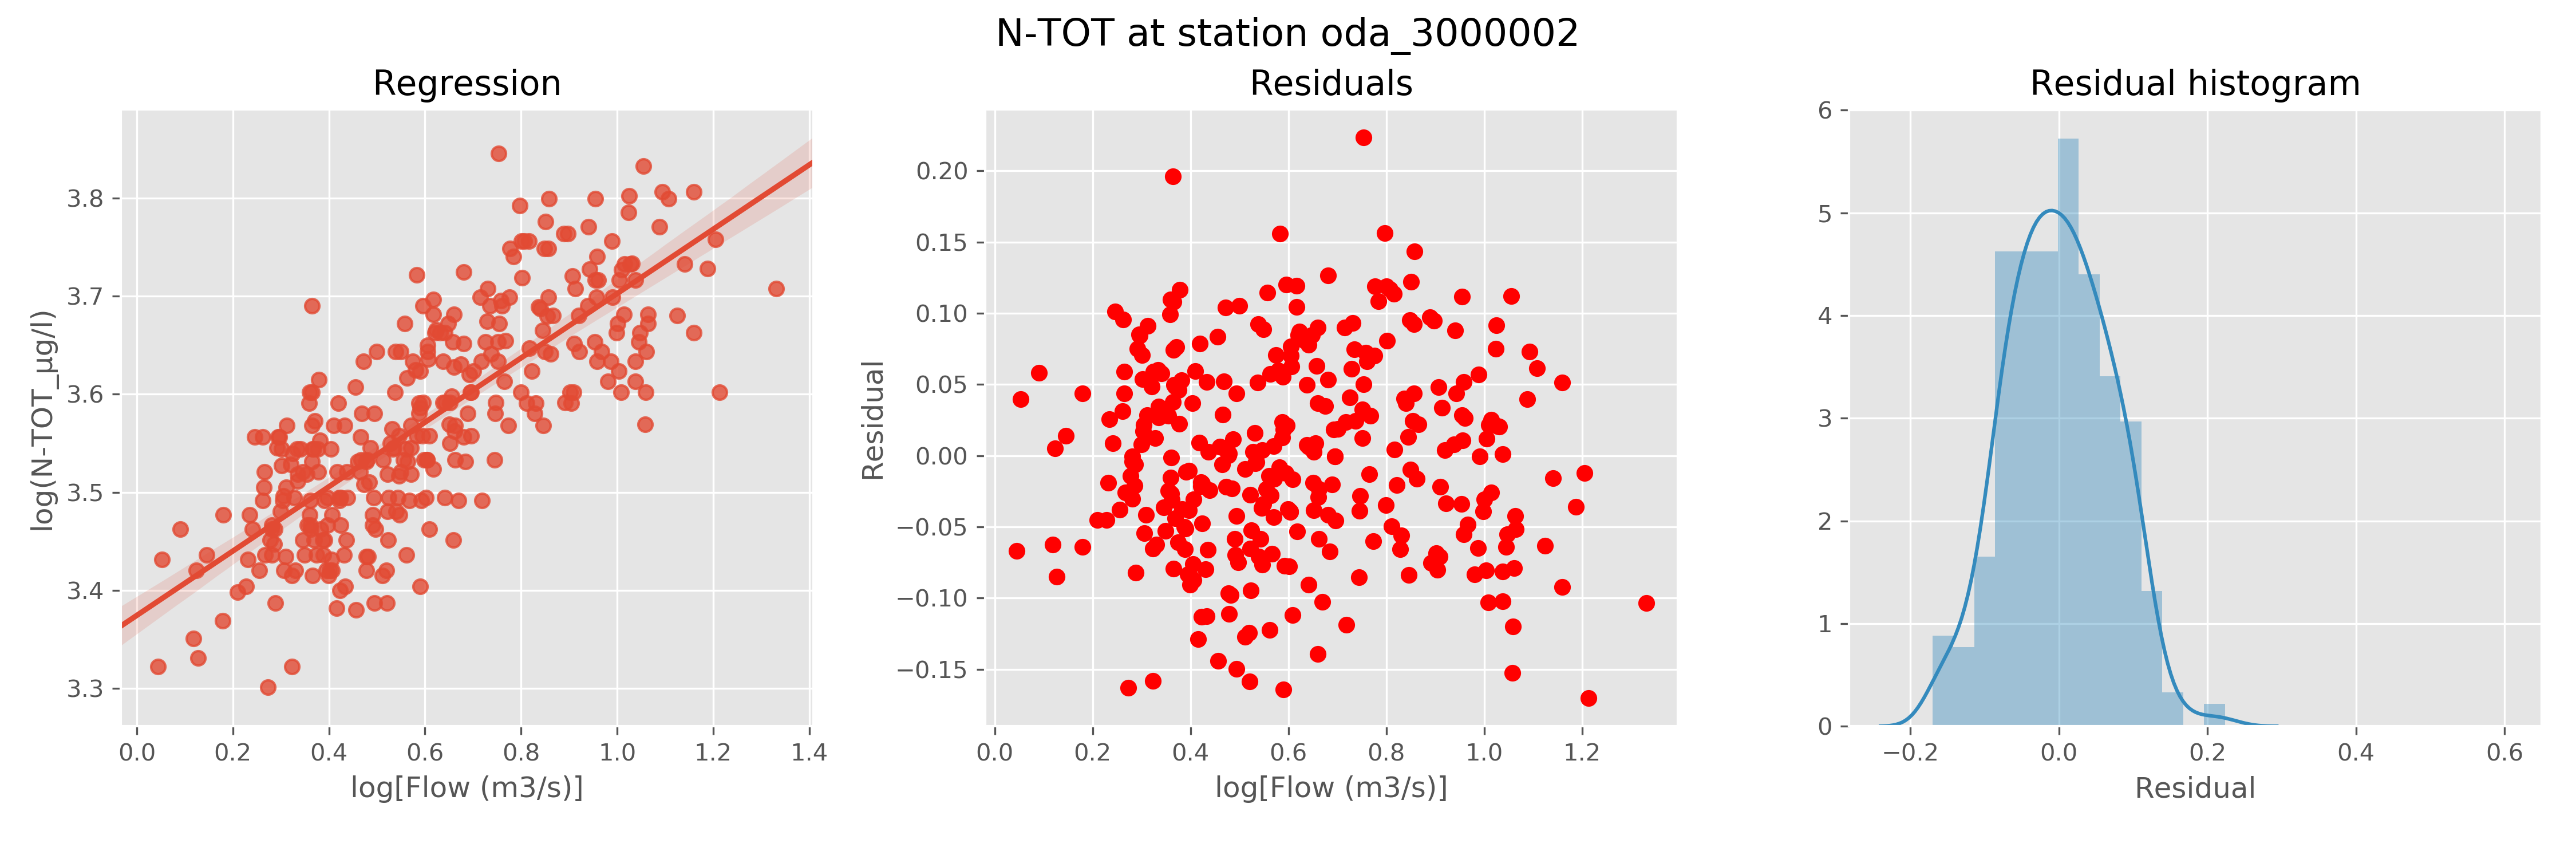 N-TOT at station oda_3000002
Regression
3.8
3.7
3.6
3.5
3.4
3.3
log(N-TOT_µg/l)
0.0 0.2 0.4 0.6 0.8 1.0 1.2 1.4
log[Flow (m3/s)]
Residuals
0.20
0.15
0.10
0.05
0.00
−0.05
−0.10
−0.15
Residual
0.0 0.2 0.4 0.6 0.8 1.0 1.2
log[Flow (m3/s)]
Residual histogram
6
5
4
3
2
1
0
−0.2 0.0 0.2 0.4 0.6
Residual